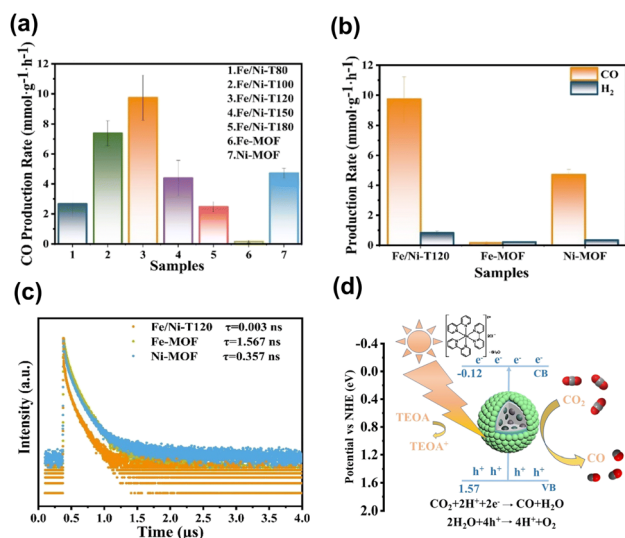 (a)
CO Production Rate (mmol·g⁻¹·h⁻¹)
12
10
8
6
4
2
0
1.Fe/Ni-T80
2.Fe/Ni-T100
3.Fe/Ni-T120
4.Fe/Ni-T150
5.Fe/Ni-T180
6.Fe-MOF
7.Ni-MOF
1 2 3 4 5 6 7
Samples
(b)
Production Rate (mmol·g⁻¹·h⁻¹)
12
10
8
6
4
2
0
CO
H₂
Fe/Ni-T120 Fe-MOF Ni-MOF
Samples
(c)
Intensity (a.u.)
Fe/Ni-T120 τ=0.003 ns
Fe-MOF τ=1.567 ns
Ni-MOF τ=0.357 ns
0.0 0.5 1.0 1.5 2.0 2.5 3.0 3.5 4.0
Time (μs)
(d)
Potential vs NHE (eV)
-0.4
0.0
0.4
0.8
1.2
1.6
2.0
e⁻ e⁻ e⁻ e⁻
-0.12 CB
TEOA
TEOA⁺
CO₂
CO
h⁺ h⁺ h⁺ h⁺
1.57 VB
CO₂+2H⁺+2e⁻→CO+H₂O
2H₂O+4h⁺→4H⁺+O₂